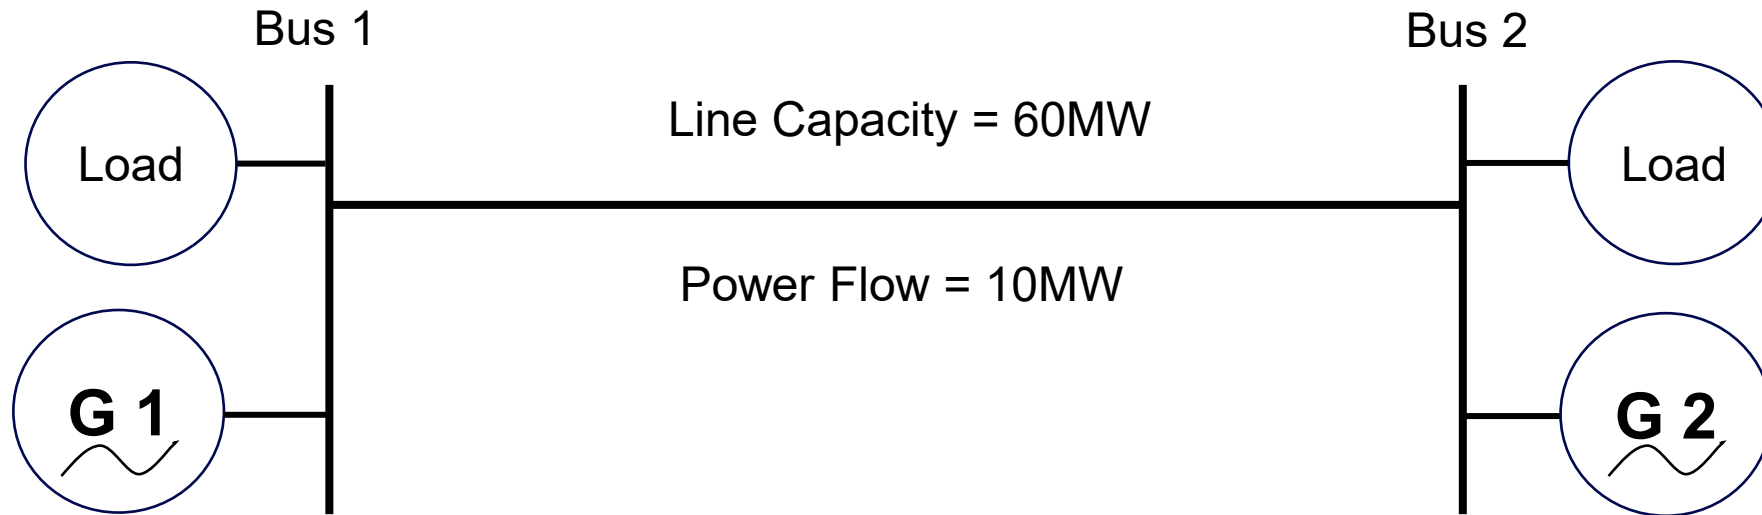 Bus 1
Bus 2
Line Capacity = 60MW
Load
Load
Power Flow = 10MW
G 1
G 2